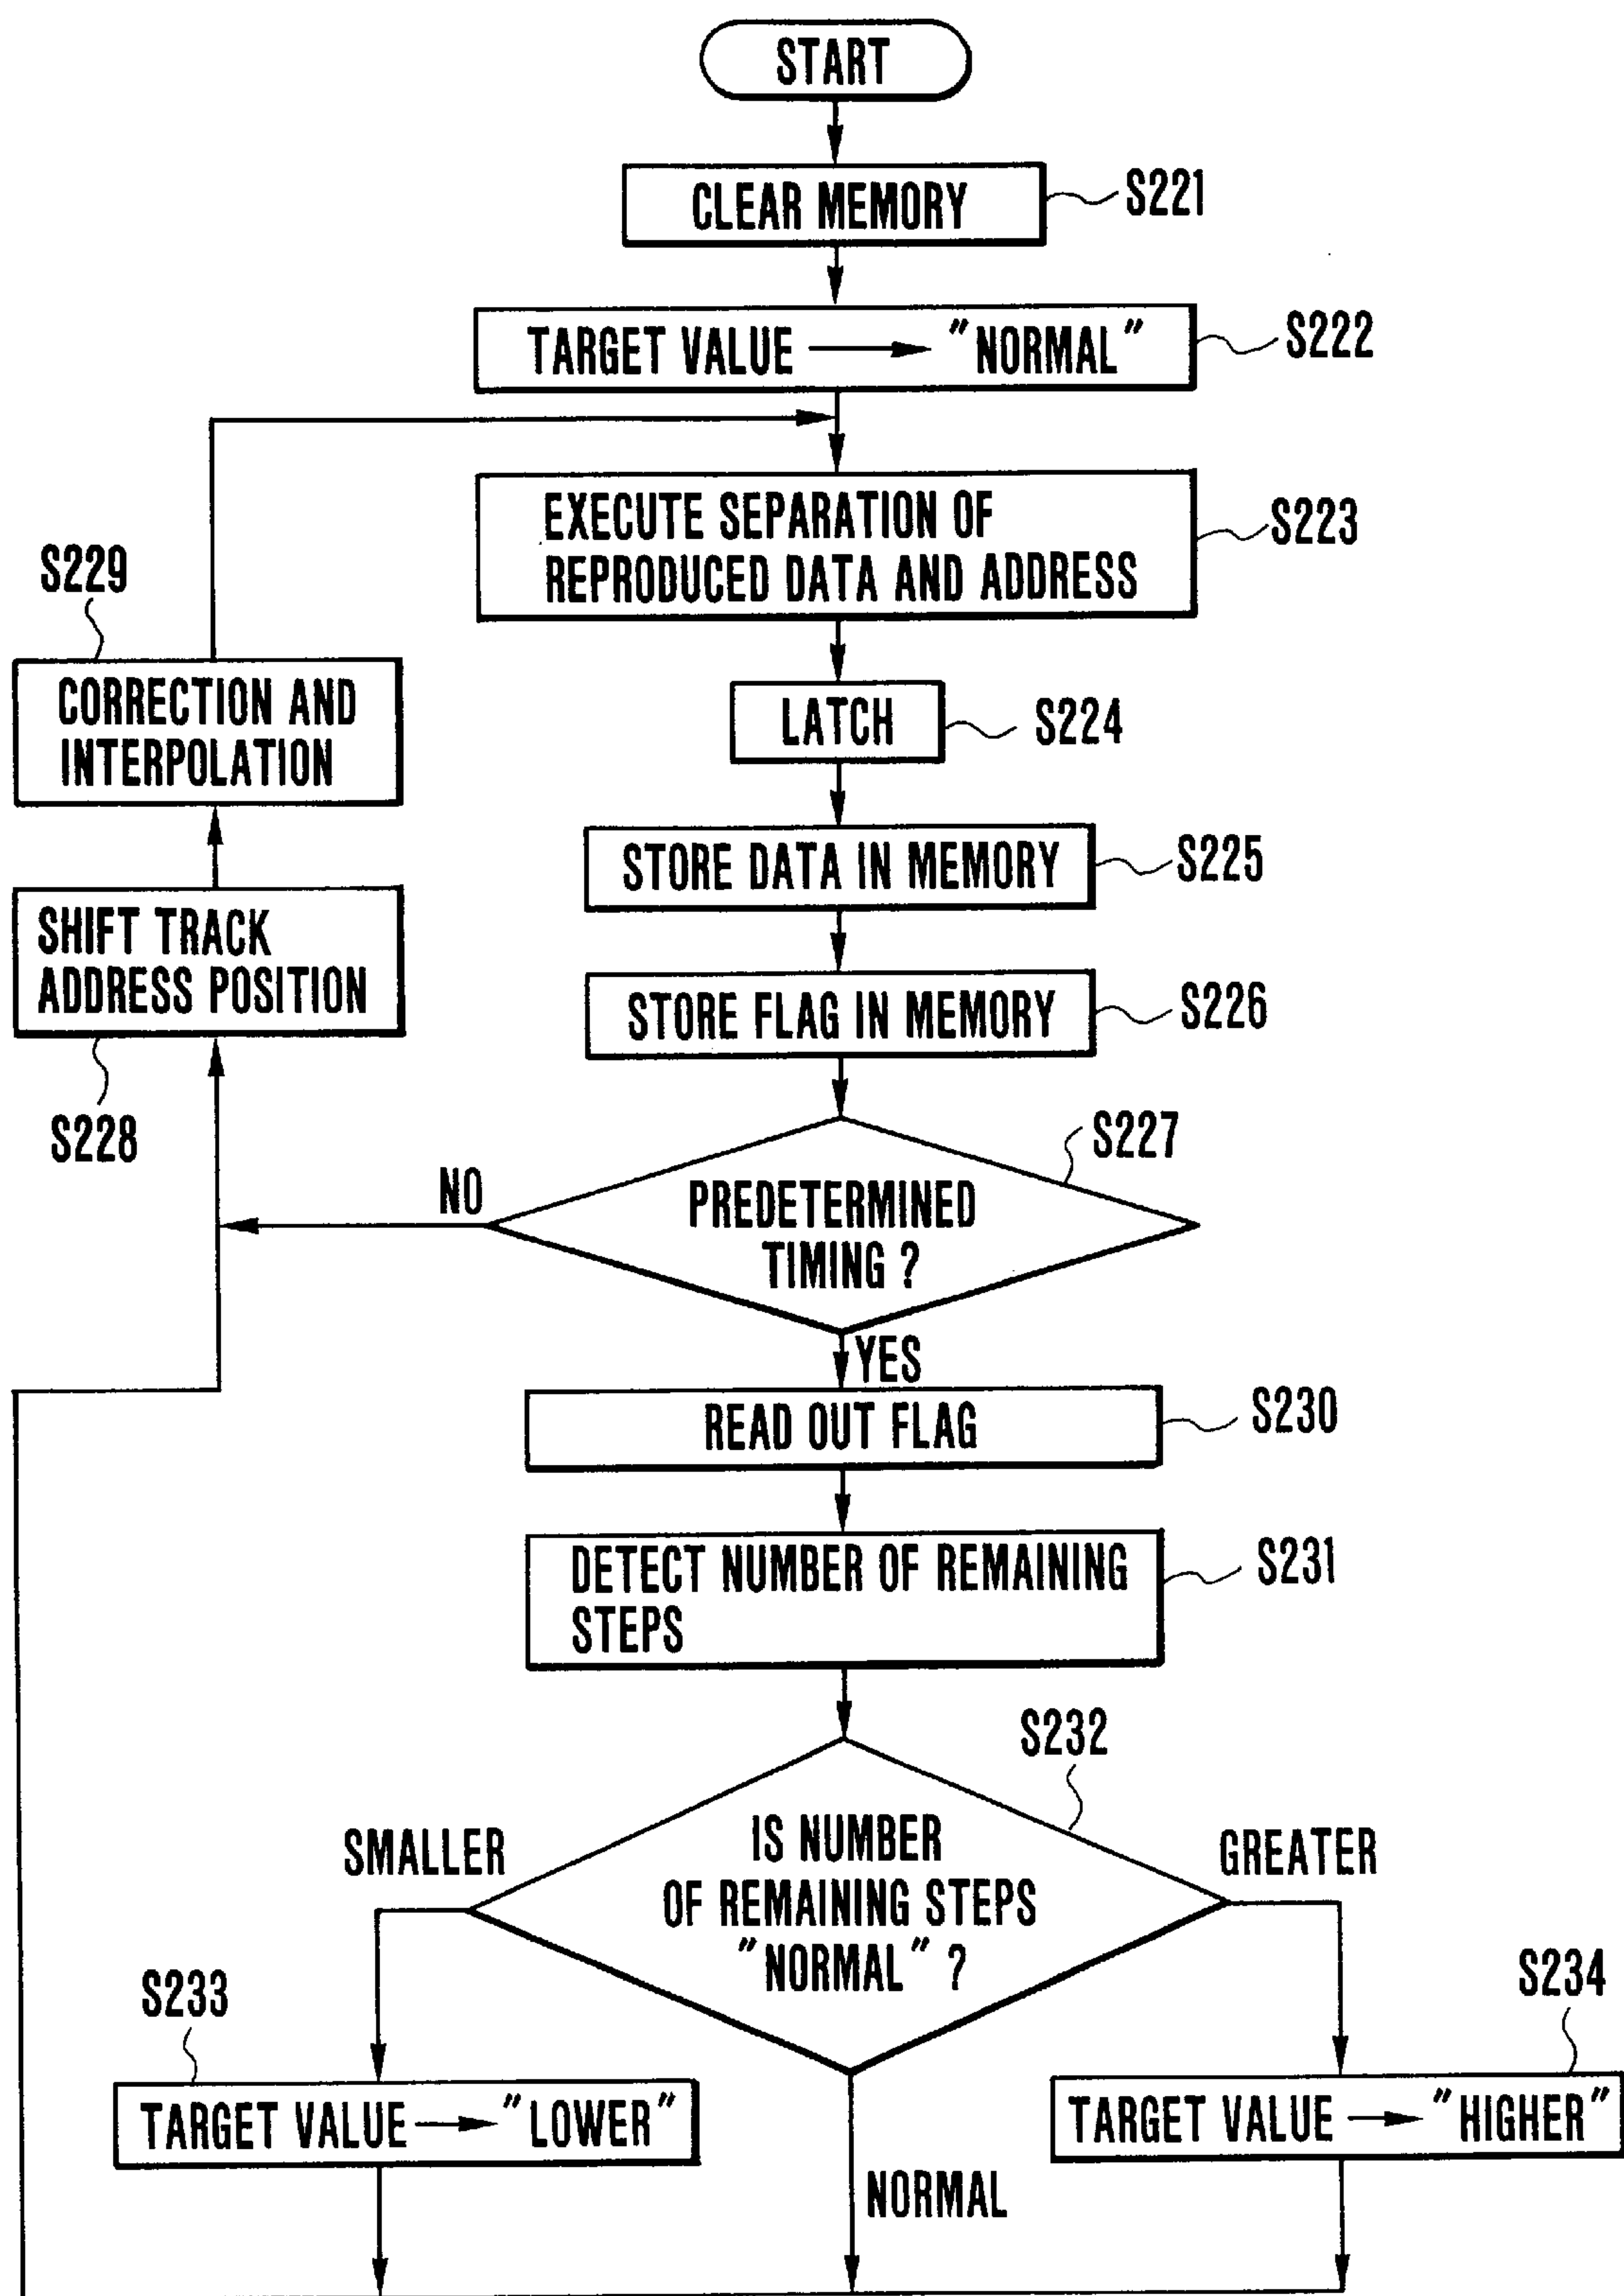 START
CLEAR MEMORY
S221
TARGET VALUE → "NORMAL"
S222
EXECUTE SEPARATION OF
REPRODUCED DATA AND ADDRESS
S223
S229
CORRECTION AND
INTERPOLATION
LATCH
S224
STORE DATA IN MEMORY
S225
SHIFT TRACK
ADDRESS POSITION
S228
STORE FLAG IN MEMORY
S226
S227
NO
PREDETERMINED
TIMING ?
YES
READ OUT FLAG
S230
DETECT NUMBER OF REMAINING
STEPS
S231
S232
SMALLER
IS NUMBER
OF REMAINING STEPS
"NORMAL" ?
GREATER
S233
TARGET VALUE → "LOWER"
S234
TARGET VALUE → "HIGHER"
NORMAL